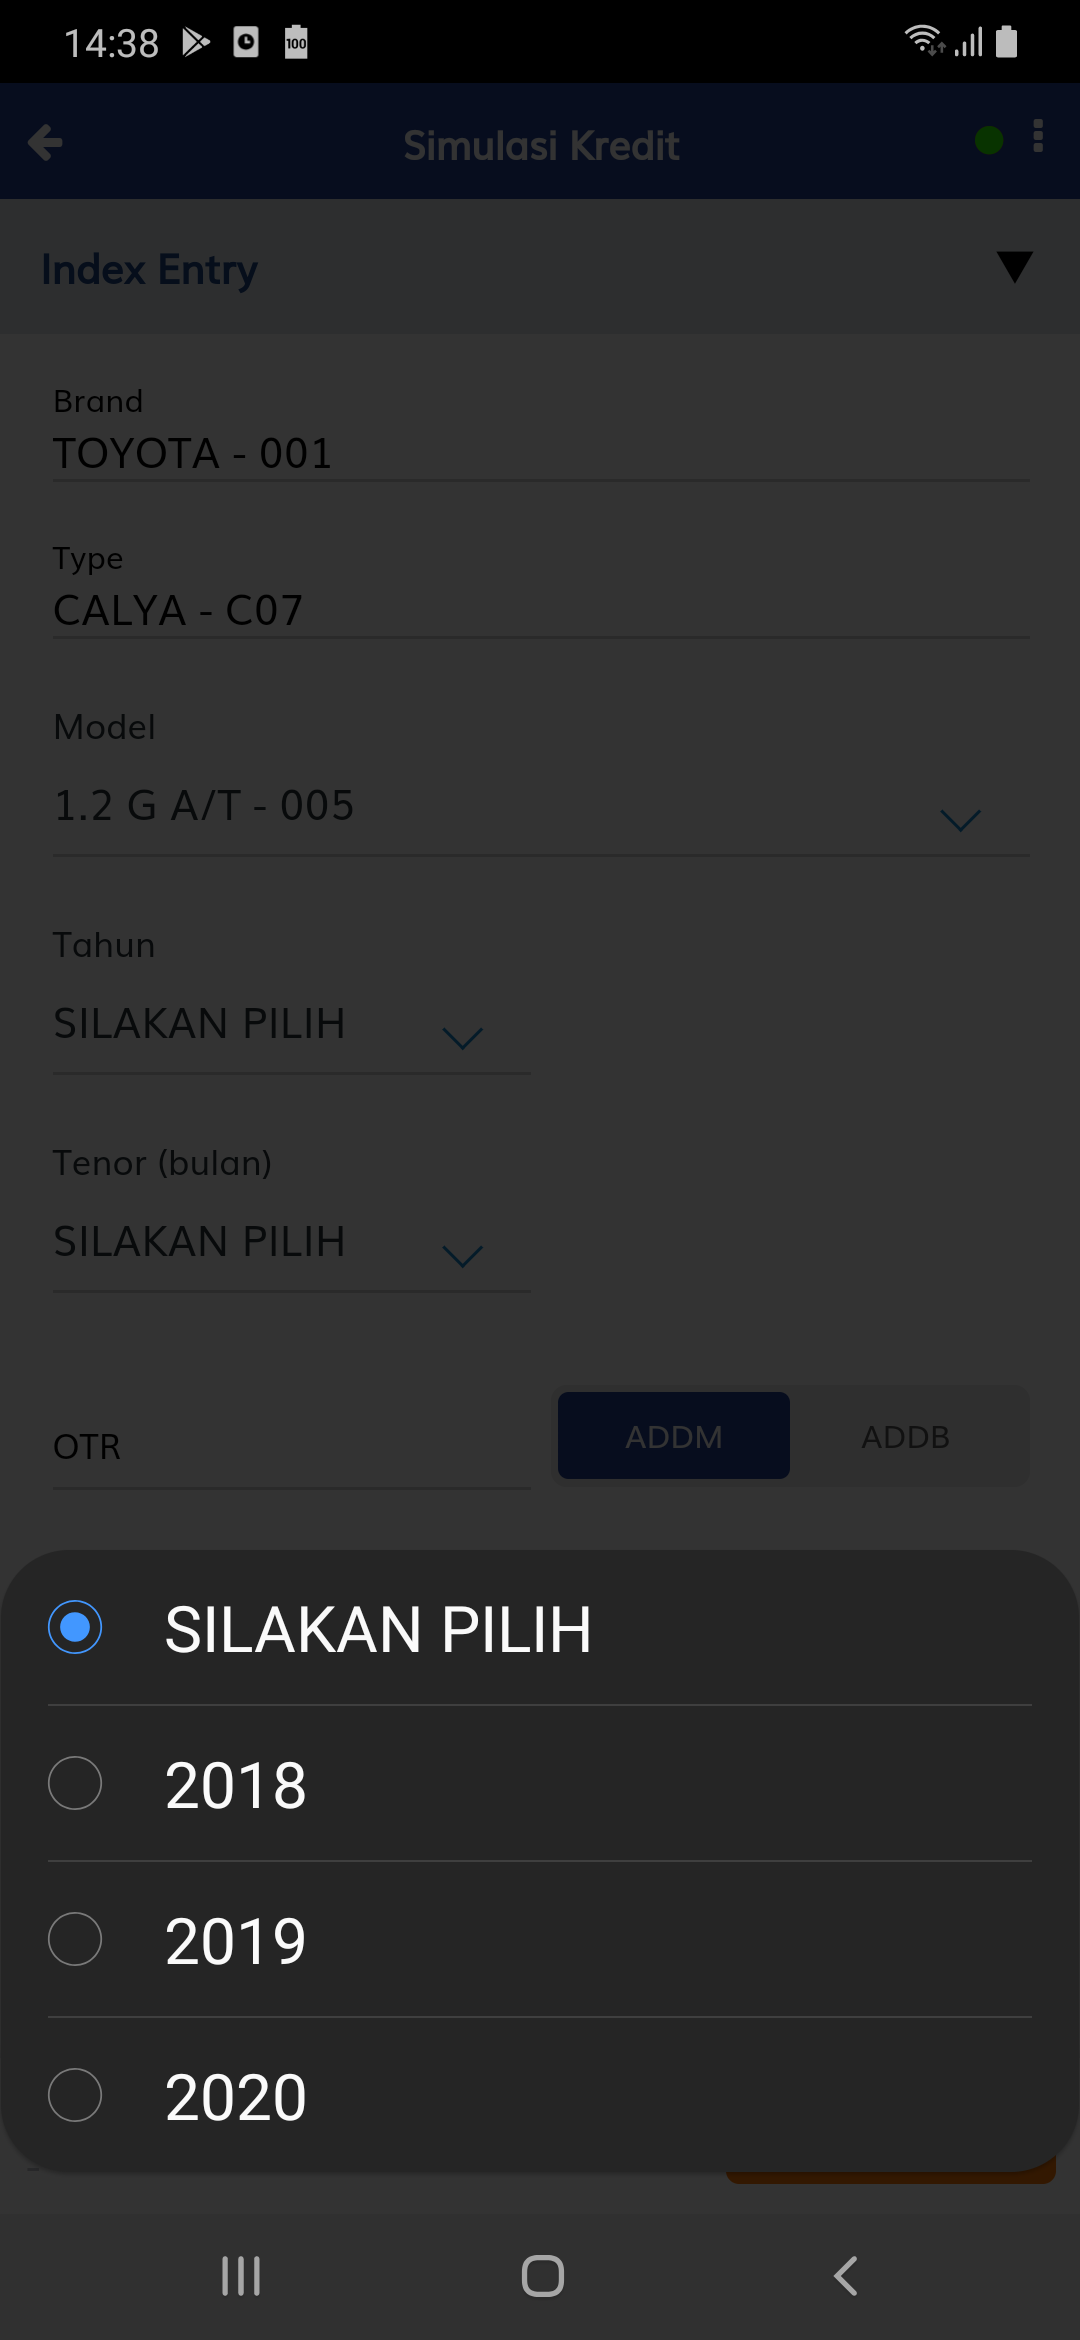 14:38
100
Simulasi Kredit
Index Entry
Brand
TOYOTA - 001
Type
CALYA - C07
Model
1.2 G A/T - 005
Tahun
SILAKAN PILIH
Tenor (bulan)
SILAKAN PILIH
OTR
ADDM
ADDB
SILAKAN PILIH
2018
2019
2020